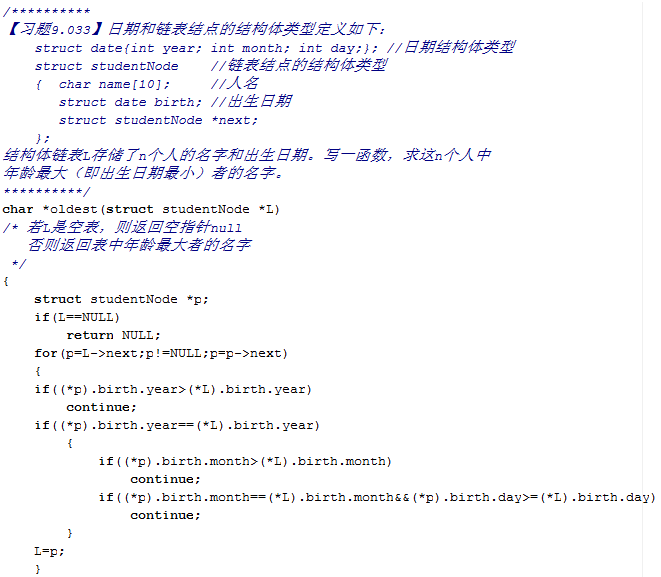 /**********
【习题9.033】日期和链表结点的结构体类型定义如下：
struct date{int year; int month; int day;}; //日期结构体类型
struct studentNode //链表结点的结构体类型
{ char name[10]; //人名
struct date birth; //出生日期
struct studentNode *next;
};
结构体链表L存储了n个人的名字和出生日期。写一函数，求这n个人中
年龄最大（即出生日期最小）者的名字。
**********/
char *oldest(struct studentNode *L)
/* 若L是空表，则返回空指针null
否则返回表中年龄最大者的名字
*/
{
struct studentNode *p;
if(L==NULL)
return NULL;
for(p=L->next;p!=NULL;p=p->next)
{
if((*p).birth.year>(*L).birth.year)
continue;
if((*p).birth.year==(*L).birth.year)
{
if((*p).birth.month>(*L).birth.month)
continue;
if((*p).birth.month==(*L).birth.month&&(*p).birth.day>=(*L).birth.day)
continue;
}
L=p;
}